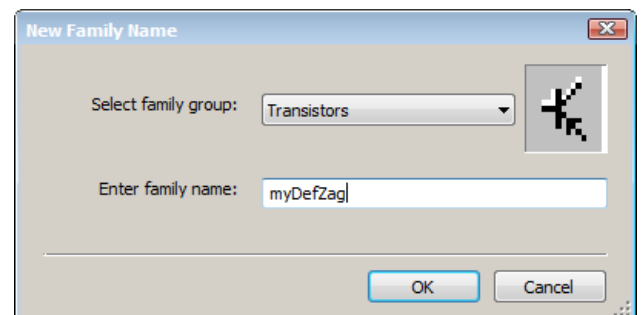 New Family Name
Select family group: Transistors
Enter family name: myDefZag
OK Cancel